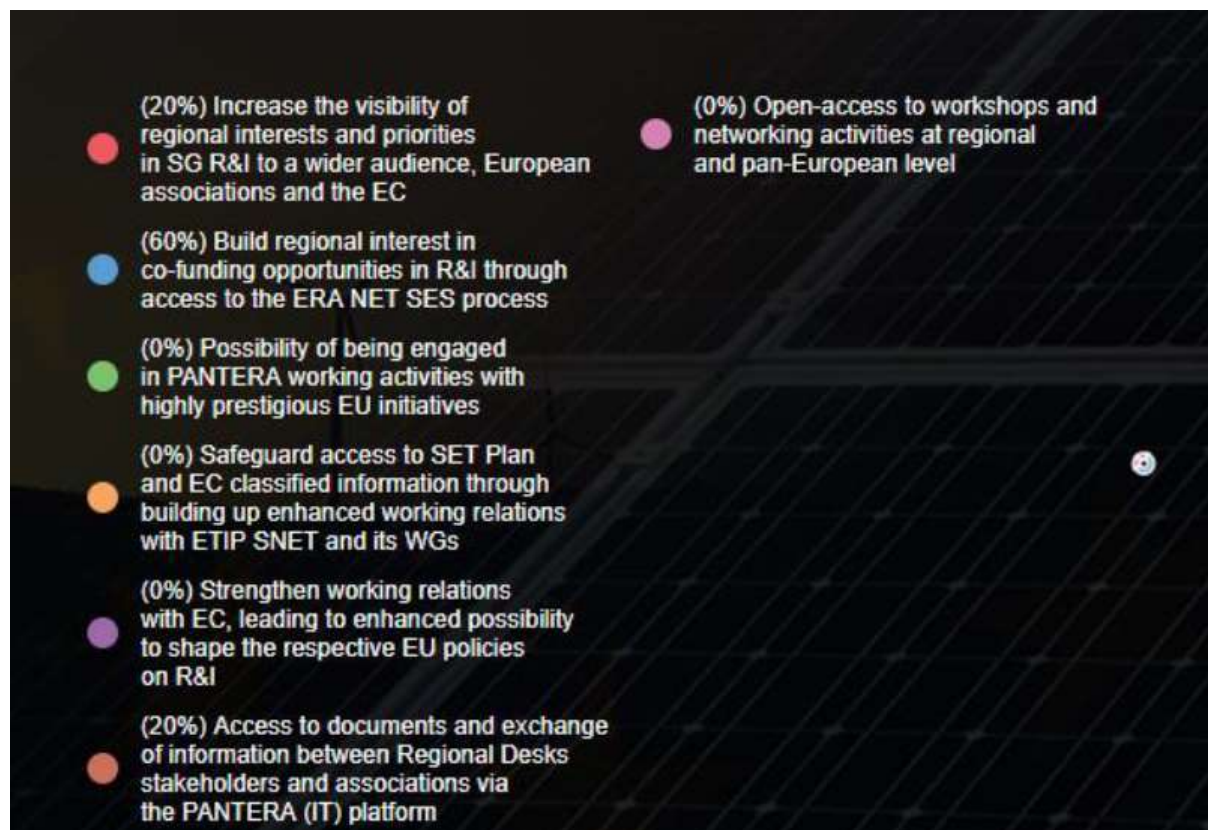 (20%) Increase the visibility of
regional interests and priorities
in SG R&I to a wider audience, European
associations and the EC
(60%) Build regional interest in
co-funding opportunities in R&I through
access to the ERA NET SES process
(0%) Possibility of being engaged
in PANTERA working activities with
highly prestigious EU initiatives
(0%) Safeguard access to SET Plan
and EC classified information through
building up enhanced working relations
with ETIP SNET and its WGs
(0%) Strengthen working relations
with EC, leading to enhanced possibility
to shape the respective EU policies
on R&I
(20%) Access to documents and exchange
of information between Regional Desks
stakeholders and associations via
the PANTERA (IT) platform
(0%) Open-access to workshops and
networking activities at regional
and pan-European level